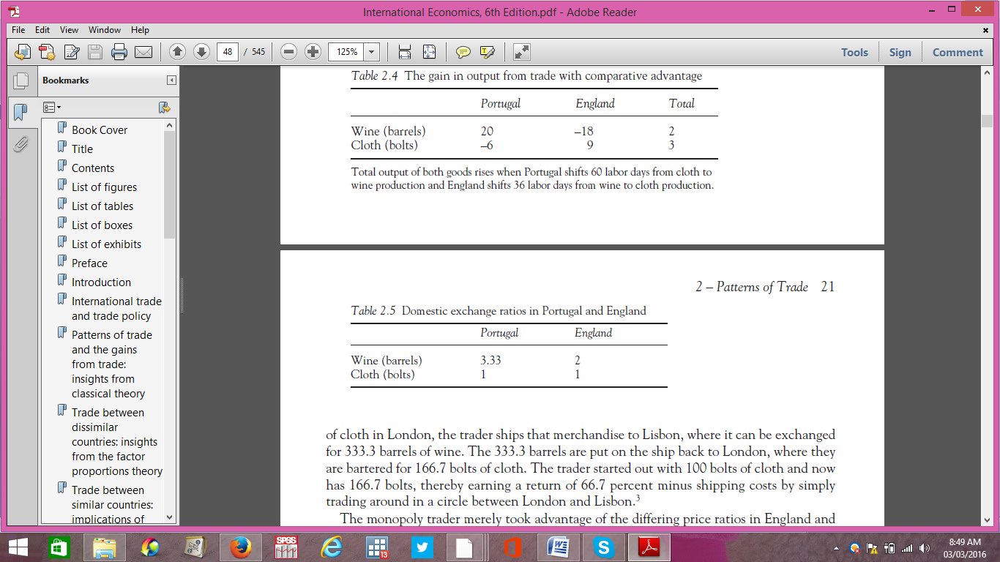 International Economics, 6th Edition.pdf - Adobe Reader
File Edit View Window Help
48 / 545 125% Tools Sign Comment
Bookmarks
Book Cover
Title
Contents
List of figures
List of tables
List of boxes
List of exhibits
Preface
Introduction
International trade
and trade policy
Patterns of trade
and the gains
from trade:
insights from
classical theory
Trade between
dissimilar
countries: insights
from the factor
proportions theory
Trade between
similar countries:
implications of
Table 2.4 The gain in output from trade with comparative advantage
Portugal England Total
Wine (barrels) 20 –18 2
Cloth (bolts) –6 9 3
Total output of both goods rises when Portugal shifts 60 labor days from cloth to
wine production and England shifts 36 labor days from wine to cloth production.
2 – Patterns of Trade 21
Table 2.5 Domestic exchange ratios in Portugal and England
Portugal England
Wine (barrels) 3.33 2
Cloth (bolts) 1 1
of cloth in London, the trader ships that merchandise to Lisbon, where it can be exchanged
for 333.3 barrels of wine. The 333.3 barrels are put on the ship back to London, where they
are bartered for 166.7 bolts of cloth. The trader started out with 100 bolts of cloth and now
has 166.7 bolts, thereby earning a return of 66.7 percent minus shipping costs by simply
trading around in a circle between London and Lisbon.3
The monopoly trader merely took advantage of the differing price ratios in England and
SPSS
13
8:49 AM
03/03/2016